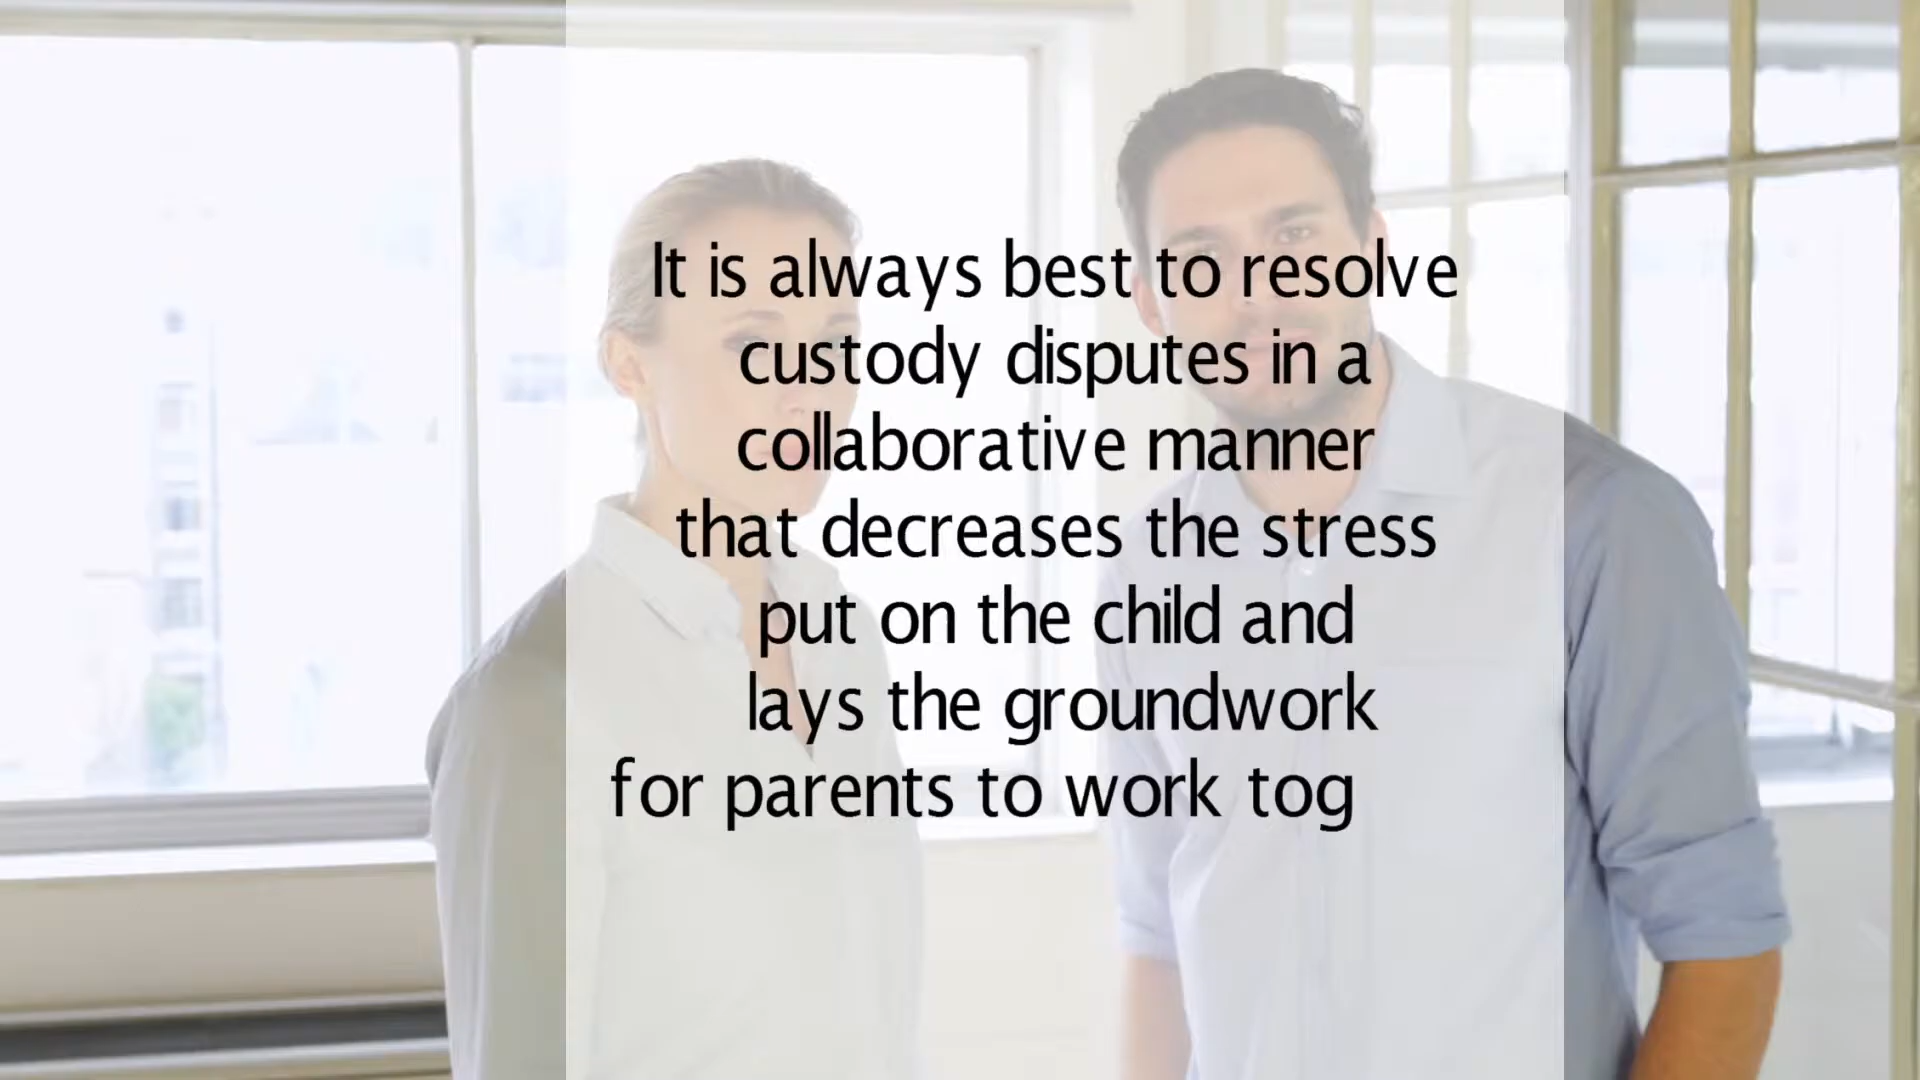 It is always best to resolve
custody disputes in a
collaborative manner
that decreases the stress
put on the child and
lays the groundwork
for parents to work tog